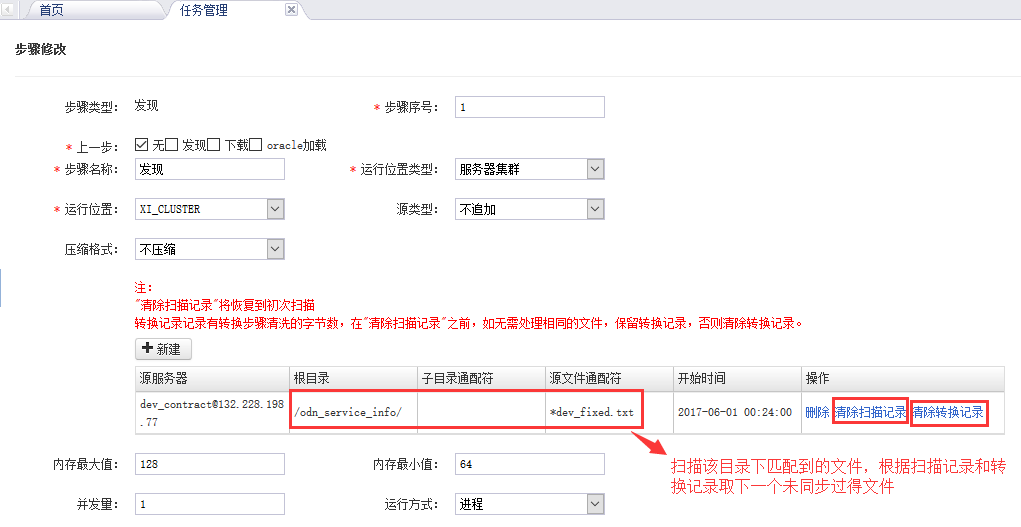 首页 任务管理
步骤修改
步骤类型： 发现 * 步骤序号： 1
* 上一步： 无 发现 下载 oracle加载
* 步骤名称： 发现 * 运行位置类型： 服务器集群
* 运行位置： XI_CLUSTER 源类型： 不追加
压缩格式： 不压缩
注：
"清除扫描记录"将恢复到初次扫描
转换记录记录有转换步骤清洗的字节数，在"清除扫描记录"之前，如无需处理相同的文件，保留转换记录，否则清除转换记录。
新建
源服务器 根目录 子目录通配符 源文件通配符 开始时间 操作
dev_contract@132.228.198
.77 /odn_service_info/ *dev_fixed.txt 2017-06-01 00:24:00 删除 清除扫描记录 清除转换记录
内存最大值： 128 内存最小值： 64
扫描该目录下匹配到的文件，根据扫描记录和转
换记录取下一个未同步过得文件
并发量： 1 运行方式： 进程